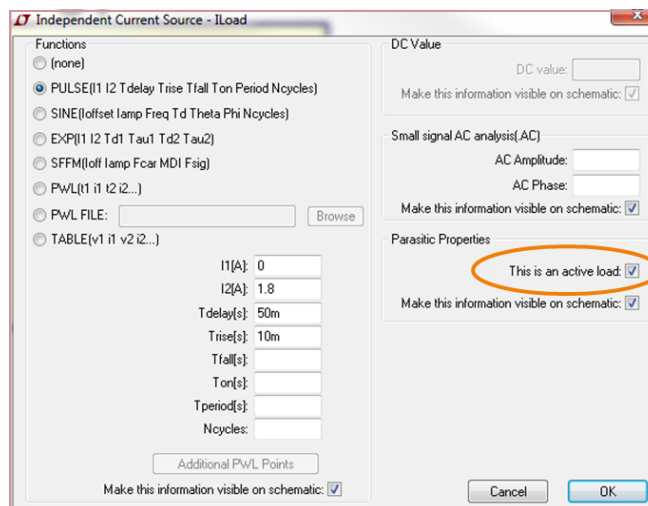 Independent Current Source - ILoad
Functions
(none)
PULSE(I1 I2 Tdelay Trise Tfall Ton Period Ncycles)
SINE(Ioffset Iamp Freq Td Theta Phi Ncycles)
EXP(I1 I2 Td1 Tau1 Td2 Tau2)
SFFM(Ioff Iamp Fcar MDI Fsig)
PWL(t1 i1 t2 i2...)
PWL FILE:
Browse
TABLE(v1 i1 v2 i2...)
I1[A]: 0
I2[A]: 1.8
Tdelay[s]: 50m
Trise[s]: 10m
Tfall[s]:
Ton[s]:
Tperiod[s]:
Ncycles:
Additional PWL Points
Make this information visible on schematic:
DC Value
DC value:
Make this information visible on schematic:
Small signal AC analysis(.AC)
AC Amplitude:
AC Phase:
Make this information visible on schematic:
Parasitic Properties
This is an active load:
Make this information visible on schematic:
Cancel
OK